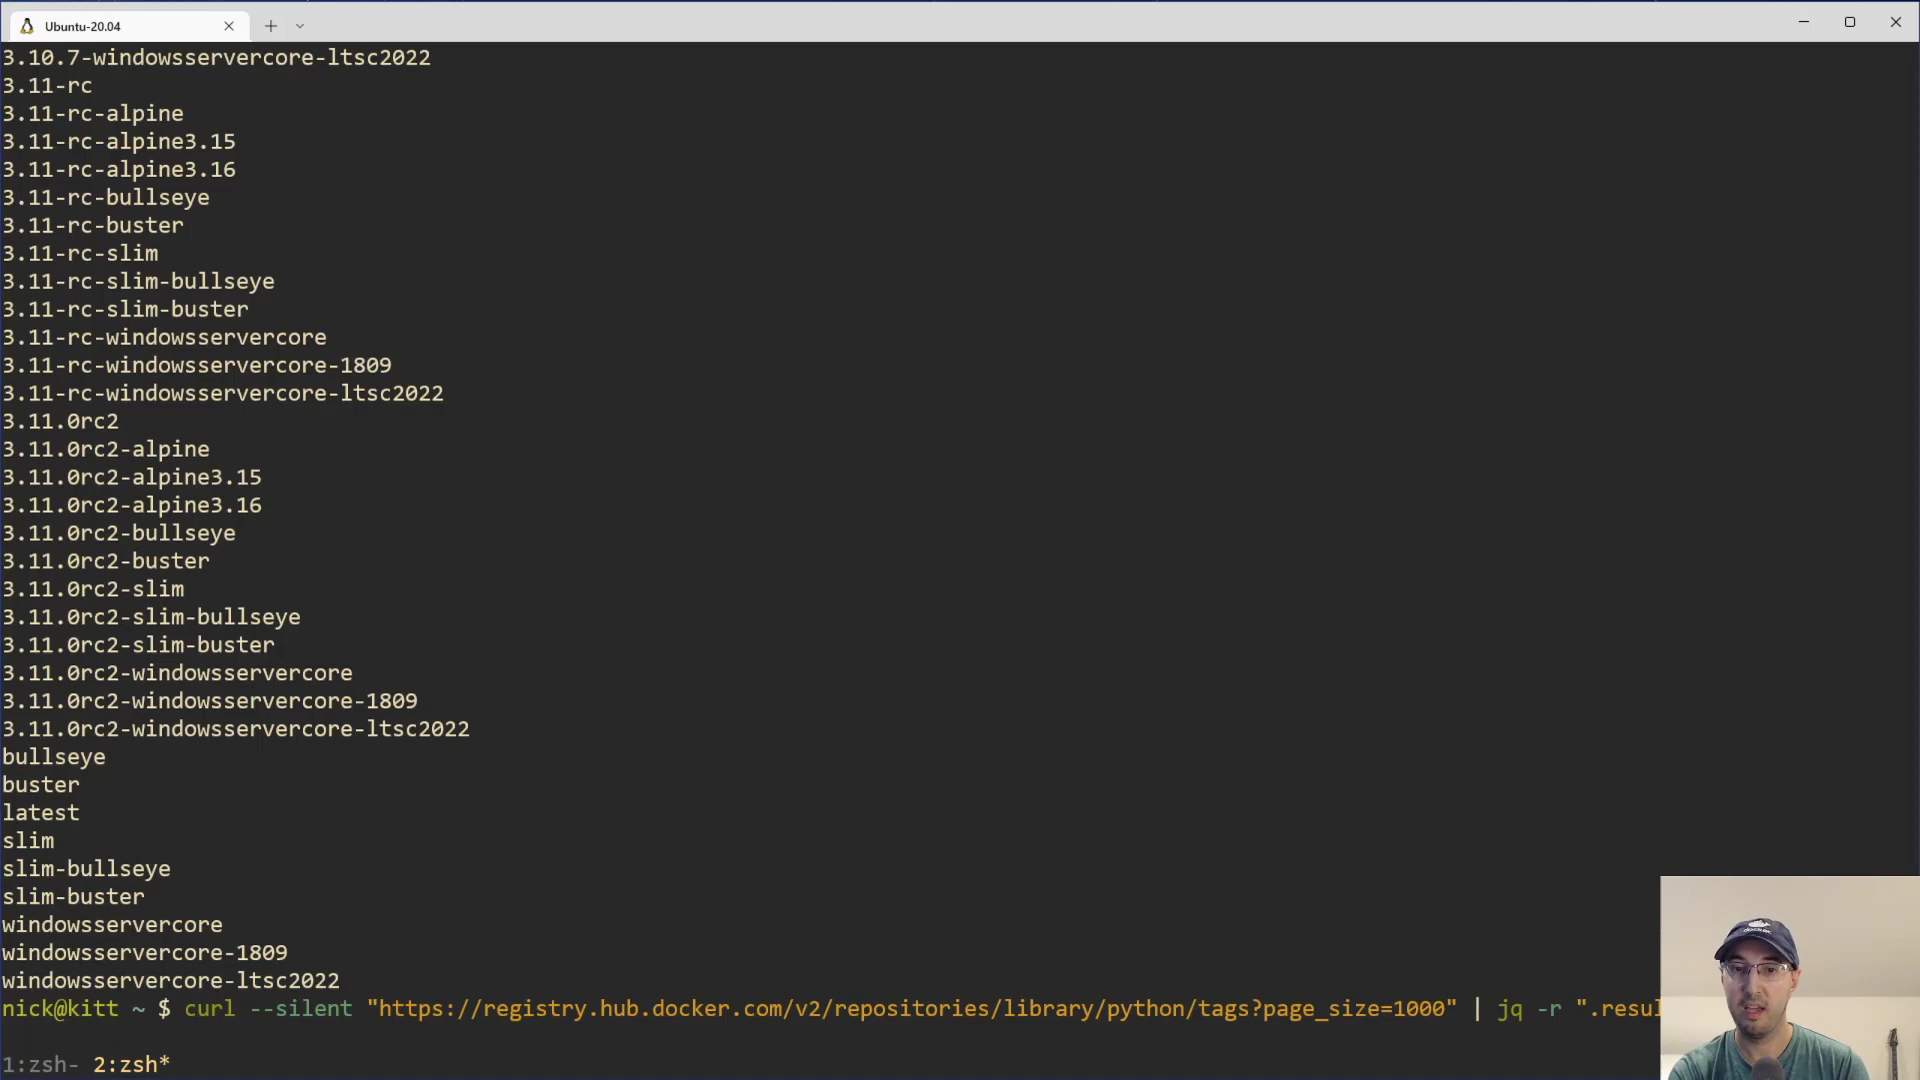 Ubuntu-20.04
3.10.7-windowsservercore-ltsc2022
3.11-rc
3.11-rc-alpine
3.11-rc-alpine3.15
3.11-rc-alpine3.16
3.11-rc-bullseye
3.11-rc-buster
3.11-rc-slim
3.11-rc-slim-bullseye
3.11-rc-slim-buster
3.11-rc-windowsservercore
3.11-rc-windowsservercore-1809
3.11-rc-windowsservercore-ltsc2022
3.11.0rc2
3.11.0rc2-alpine
3.11.0rc2-alpine3.15
3.11.0rc2-alpine3.16
3.11.0rc2-bullseye
3.11.0rc2-buster
3.11.0rc2-slim
3.11.0rc2-slim-bullseye
3.11.0rc2-slim-buster
3.11.0rc2-windowsservercore
3.11.0rc2-windowsservercore-1809
3.11.0rc2-windowsservercore-ltsc2022
bullseye
buster
latest
slim
slim-bullseye
slim-buster
windowsservercore
windowsservercore-1809
windowsservercore-ltsc2022
nick@kitt ~ $ curl --silent "https://registry.hub.docker.com/v2/repositories/library/python/tags?page_size=1000" | jq -r ".resul
docker
1:zsh- 2:zsh*